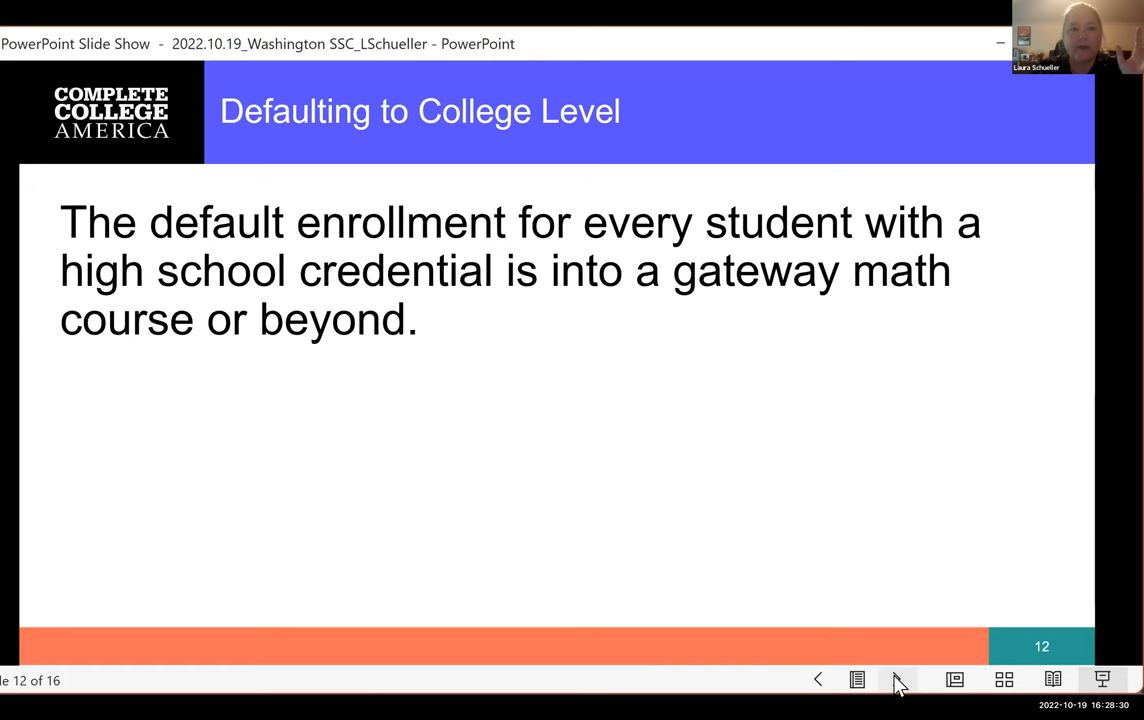 PowerPoint Slide Show - 2022.10.19_Washington SSC_LSchueller - PowerPoint
Laura Schueller
COMPLETE
COLLEGE
AMERICA
Defaulting to College Level
The default enrollment for every student with a
high school credential is into a gateway math
course or beyond.
12
le 12 of 16
2022-10-19 16:28:30